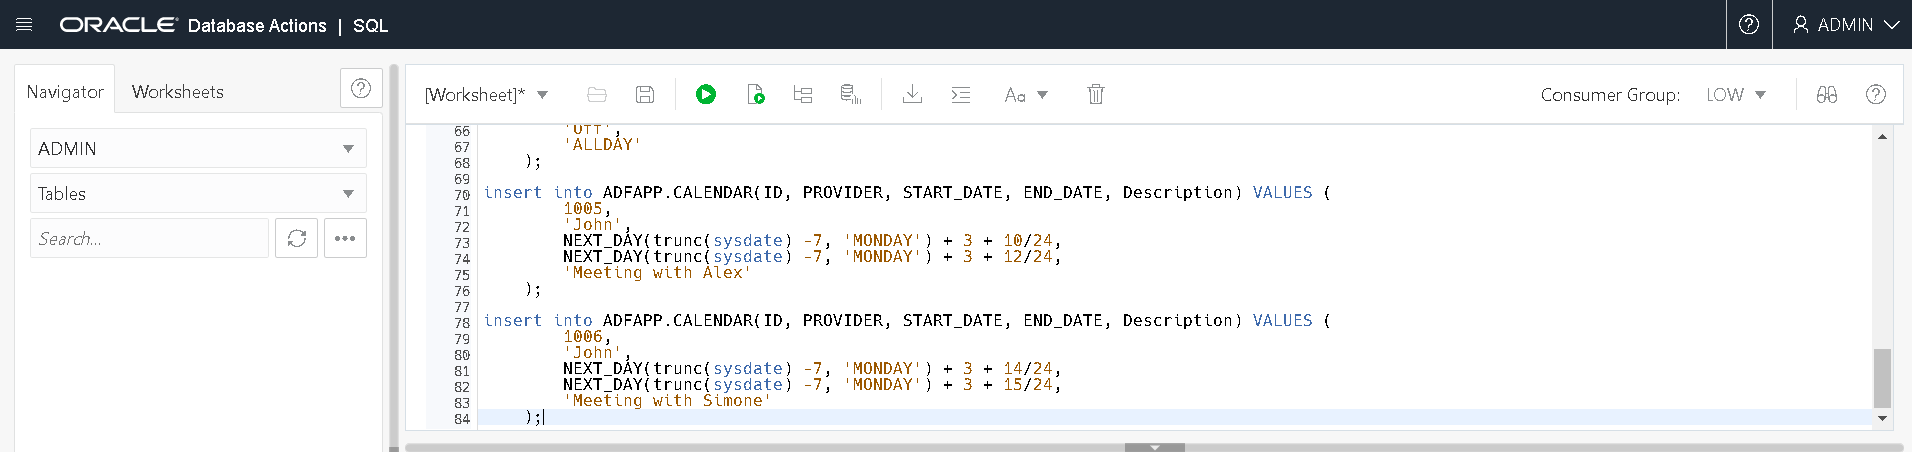 ORACLE Database Actions | SQL
ADMIN
Navigator
Worksheets
ADMIN
Tables
Search...
[Worksheet]*
Aa
Consumer Group:
LOW
66 'Off',
67 'ALLDAY'
68 );
69
70 insert into ADFAPP.CALENDAR(ID, PROVIDER, START_DATE, END_DATE, Description) VALUES (
71 1005,
72 'John',
73 NEXT_DAY(trunc(sysdate) -7, 'MONDAY') + 3 + 10/24,
74 NEXT_DAY(trunc(sysdate) -7, 'MONDAY') + 3 + 12/24,
75 'Meeting with Alex'
76 );
77
78 insert into ADFAPP.CALENDAR(ID, PROVIDER, START_DATE, END_DATE, Description) VALUES (
79 1006,
80 'John',
81 NEXT_DAY(trunc(sysdate) -7, 'MONDAY') + 3 + 14/24,
82 NEXT_DAY(trunc(sysdate) -7, 'MONDAY') + 3 + 15/24,
83 'Meeting with Simone'
84 );